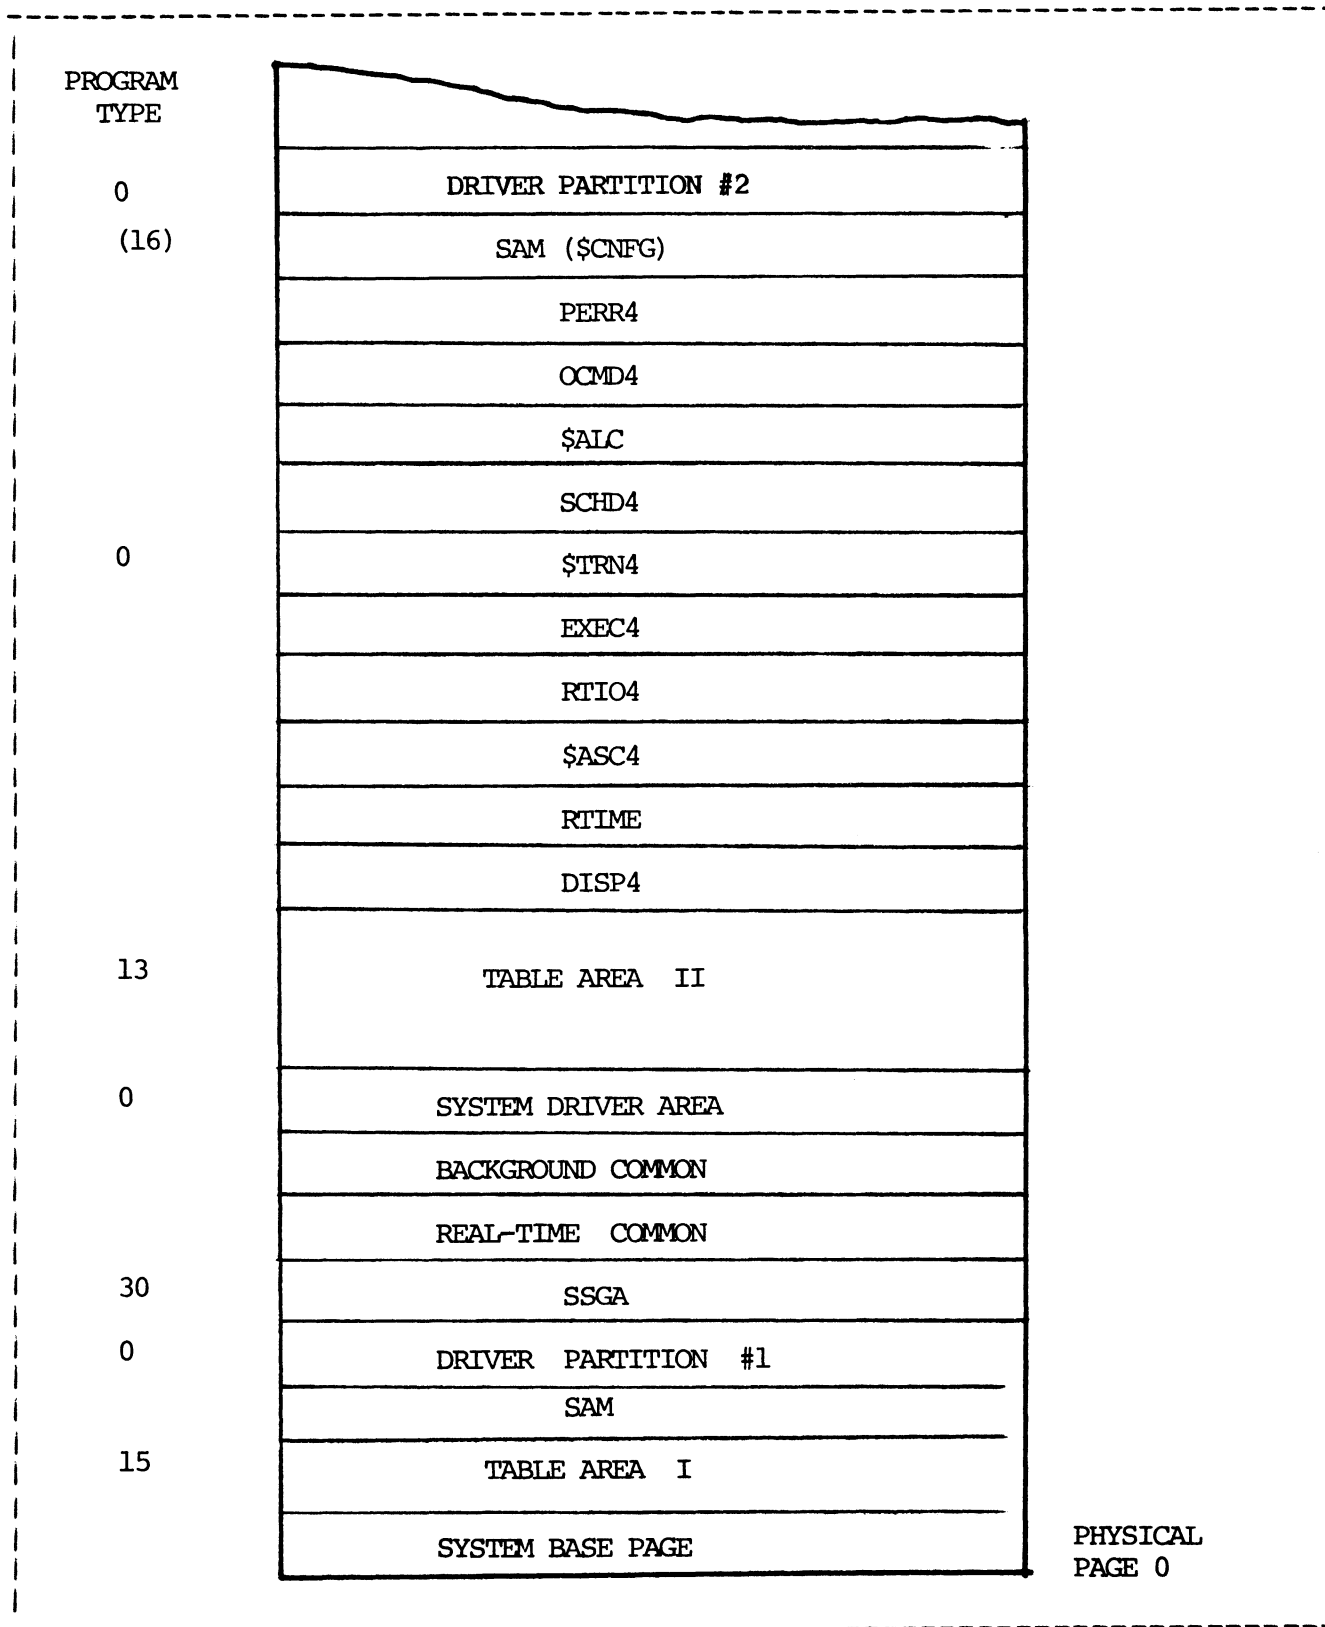 PROGRAM
TYPE
0 DRIVER PARTITION #2
(16) SAM ($CNFG)
PERR4
OCMD4
$ALC
SCHD4
0 $TRN4
EXEC4
RTIO4
$ASC4
RTIME
DISP4
13 TABLE AREA II
0 SYSTEM DRIVER AREA
BACKGROUND COMMON
REAL-TIME COMMON
30 SSGA
0 DRIVER PARTITION #1
SAM
15 TABLE AREA I
SYSTEM BASE PAGE
PHYSICAL
PAGE 0